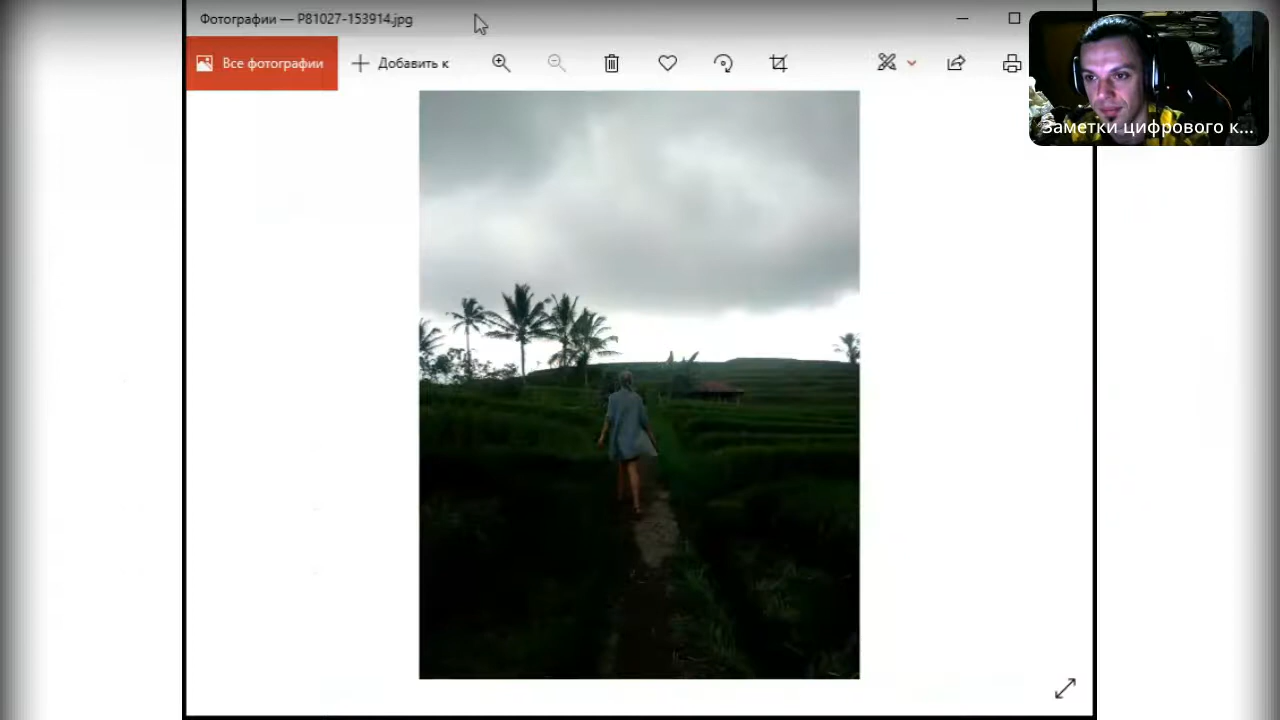 Фотографии — P81027-153914.jpg
Все фотографии
Добавить к
Заметки цифрового к...